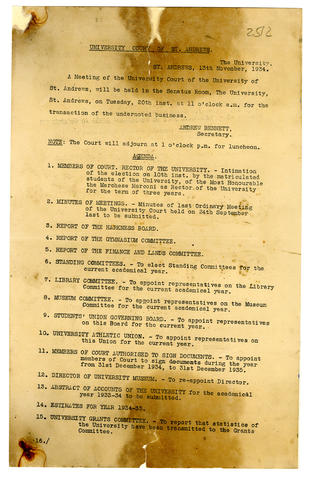 252
UNIVERSITY COURT OF ST. ANDREWS.
The University,
ST. ANDREWS, 13th November, 1934.
A Meeting of the University Court of the University of
St. Andrews, will be held in the Senatus Room, The University,
St. Andrews, on Tuesday, 20th inst. at 11 o'clock a.m. for the
transaction of the undernoted business.
ANDREW BENNETT,
Secretary.
NOTE: The Court will adjourn at 1 o'clock p.m. for luncheon.
AGENDA.
1. MEMBERS OF COURT. RECTOR OF THE UNIVERSITY. - Intimation
of the election on 10th inst. by the matriculated
students of the University, of the Most Honourable
the Marchese Marconi as Rector of the University
for the term of three years.
2. MINUTES OF MEETINGS. - Minutes of last Ordinary Meeting
of the University Court held on 24th September
last to be submitted.
3. REPORT OF THE HARKNESS BOARD.
4. REPORT OF THE GYMNASIUM COMMITTEE.
5. REPORT OF THE FINANCE AND LANDS COMMITTEE.
6. STANDING COMMITTEES. - To elect Standing Committees for the
current academical year.
7. LIBRARY COMMITTEE. - To appoint representatives on the Library
Committee for the current academical year.
8. MUSEUM COMMITTEE. - To appoint representatives on the Museum
Committee for the current year.
9. STUDENTS' UNION GOVERNING BOARD. - To appoint representatives
on this Board for the current year.
10. UNIVERSITY ATHLETIC UNION. - To appoint representatives on
this Union for the current year.
11. MEMBERS OF COURT AUTHORISED TO SIGN DOCUMENTS. - To appoint
members of Court to sign documents during the year
from 31st December 1934, to 31st December 1935.
12. DIRECTOR OF UNIVERSITY MUSEUM. - To re-appoint Director.
13. ABSTRACT OF ACCOUNTS OF THE UNIVERSITY for the academical
year 1933-34 to be submitted.
14. ESTIMATES FOR YEAR 1934-35.
15. UNIVERSITY GRANTS COMMITTEE. - To report that statistics of
the University have been transmitted to the Grants
Committee.
16./